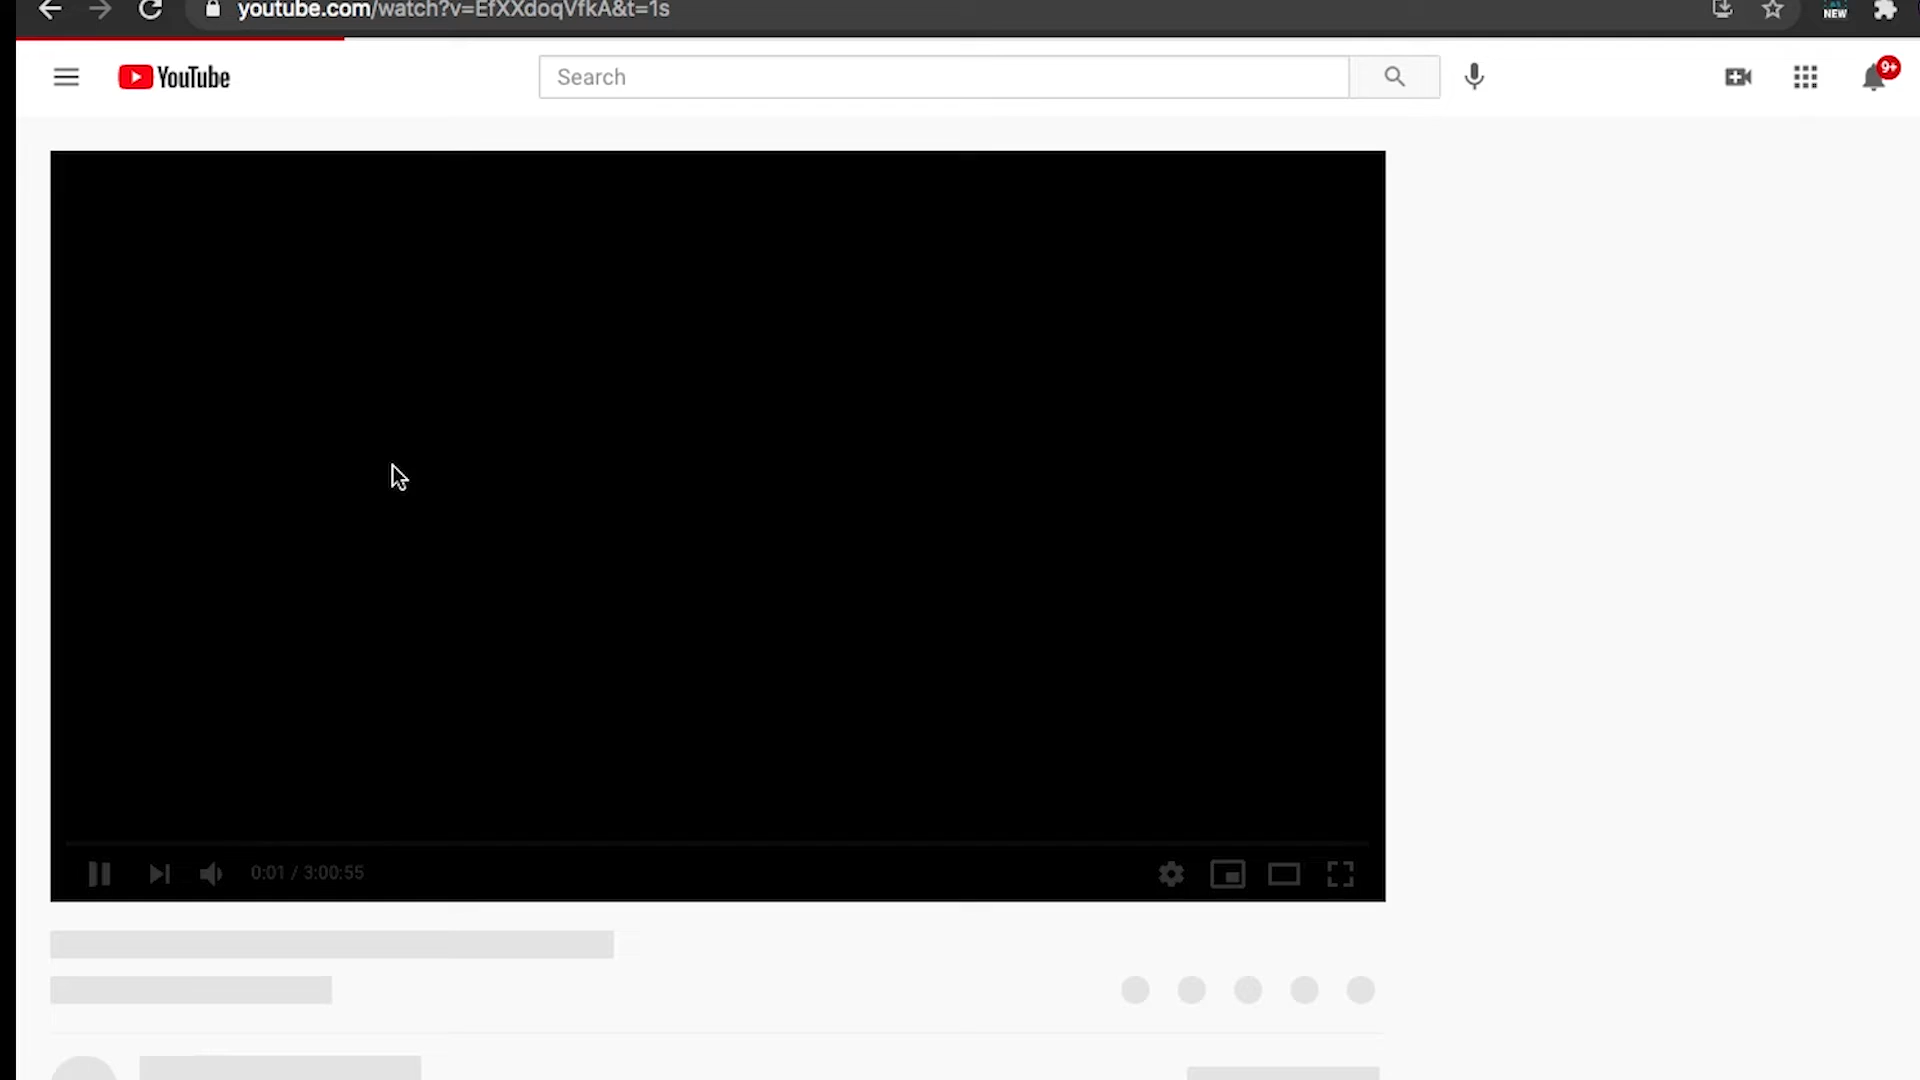 youtube.com/watch?v=EfXXdoqVfkA&t=1s
NEW
YouTube
Search
9+
0:01 / 3:00:55